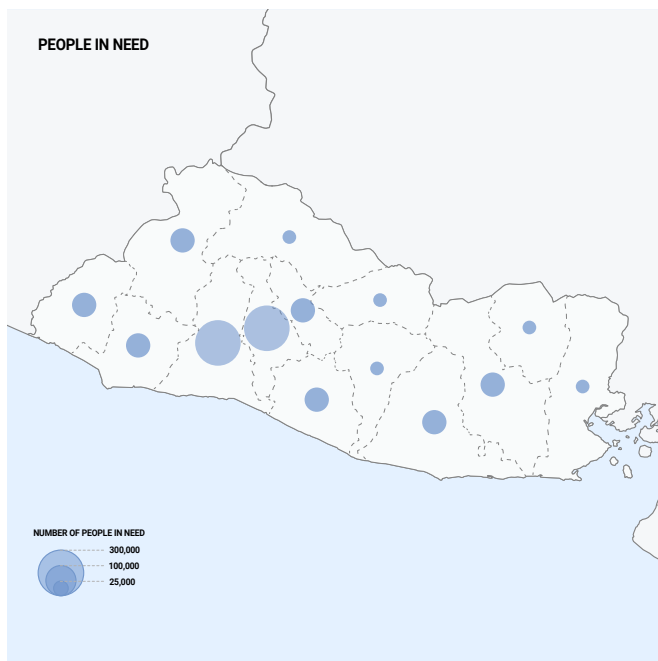 PEOPLE IN NEED
NUMBER OF PEOPLE IN NEED
300,000
100,000
25,000